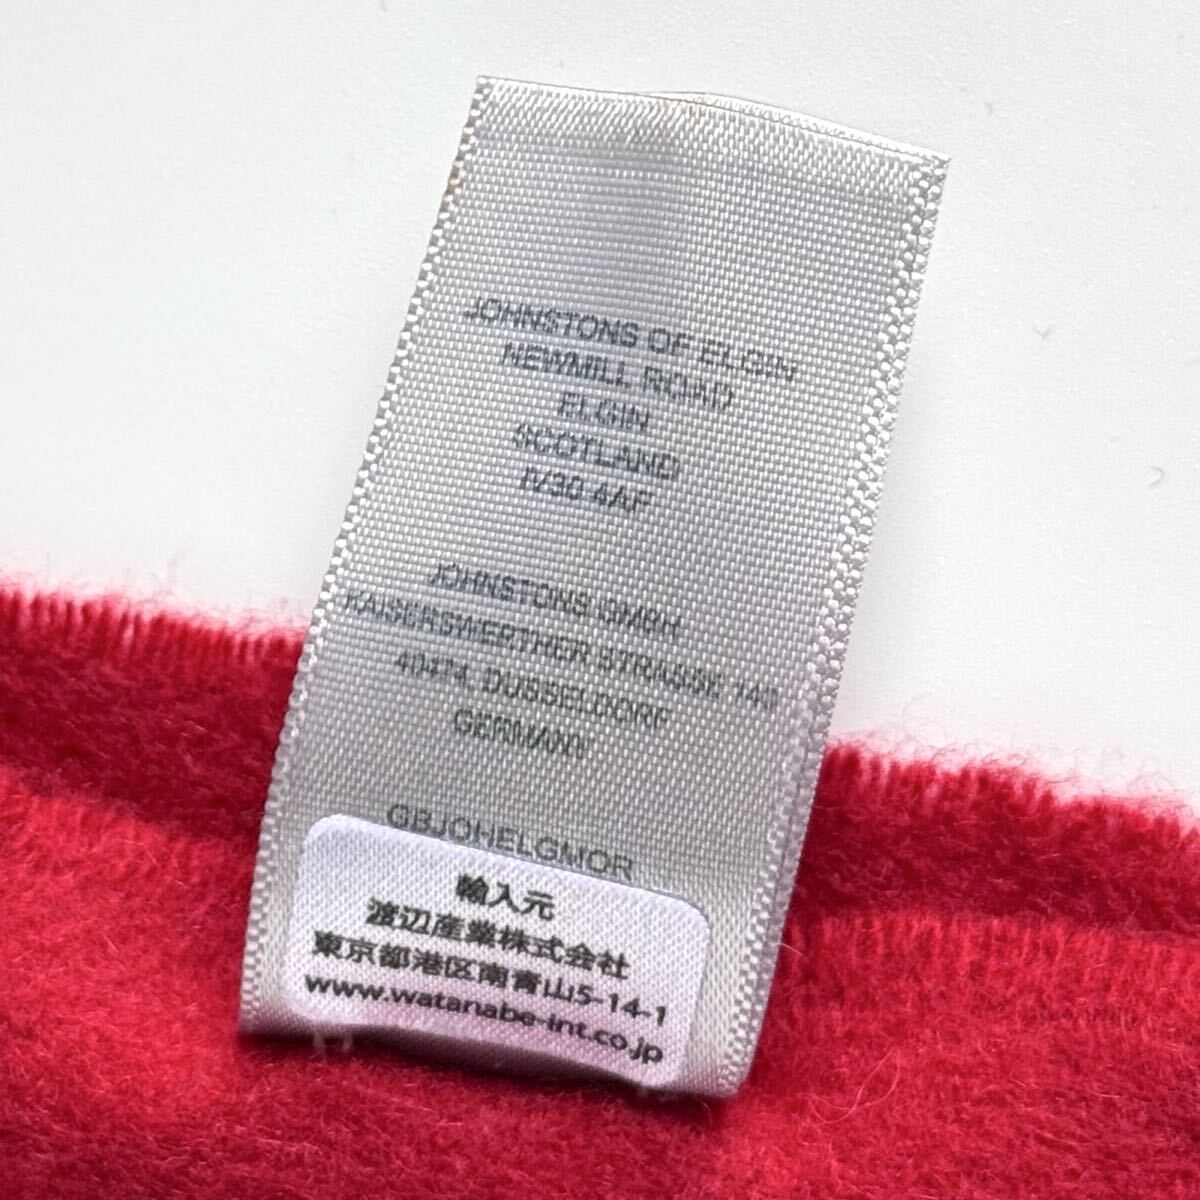 JOHNSTONS OF ELGIN
NEWMILL ROAD
ELGIN
SCOTLAND
IV30 4AF
JOHNSTONS GMBH
KAISERSWERTHER STRASSE 140
40474, DUSSELDORF
GERMANY
GBJOHELGMOR
輸入元
渡辺産業株式会社
東京都港区南青山5-14-1
www.watanabe-int.co.jp